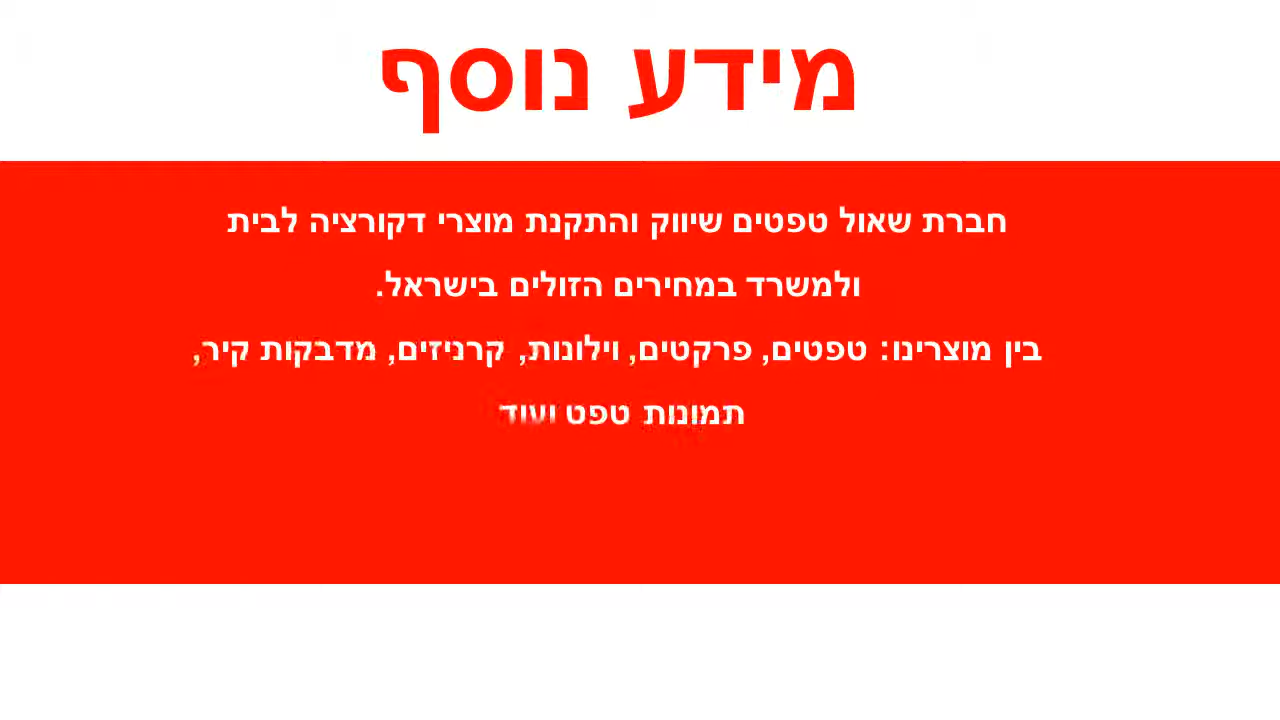 מידע נוסף
חברת שאול טפטים שיווק והתקנת מוצרי דקורציה לבית
ולמשרד במחירים הזולים בישראל.
בין מוצרינו: טפטים, פרקטים, וילונות, קרניזים, מדבקות קיר,
תמונות טפט ועוד